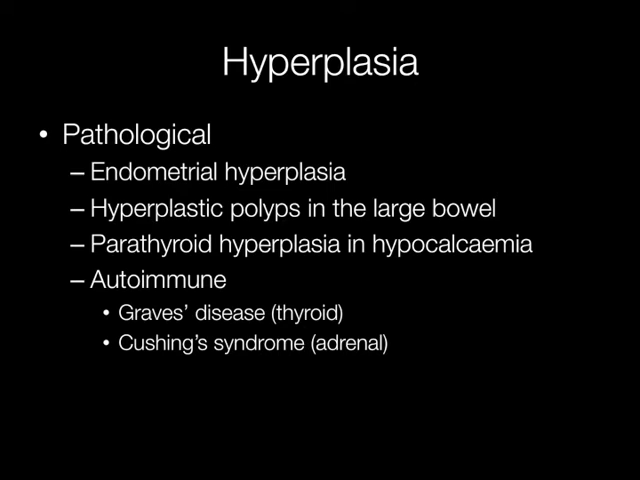 Hyperplasia
• Pathological
– Endometrial hyperplasia
– Hyperplastic polyps in the large bowel
– Parathyroid hyperplasia in hypocalcaemia
– Autoimmune
• Graves’ disease (thyroid)
• Cushing’s syndrome (adrenal)